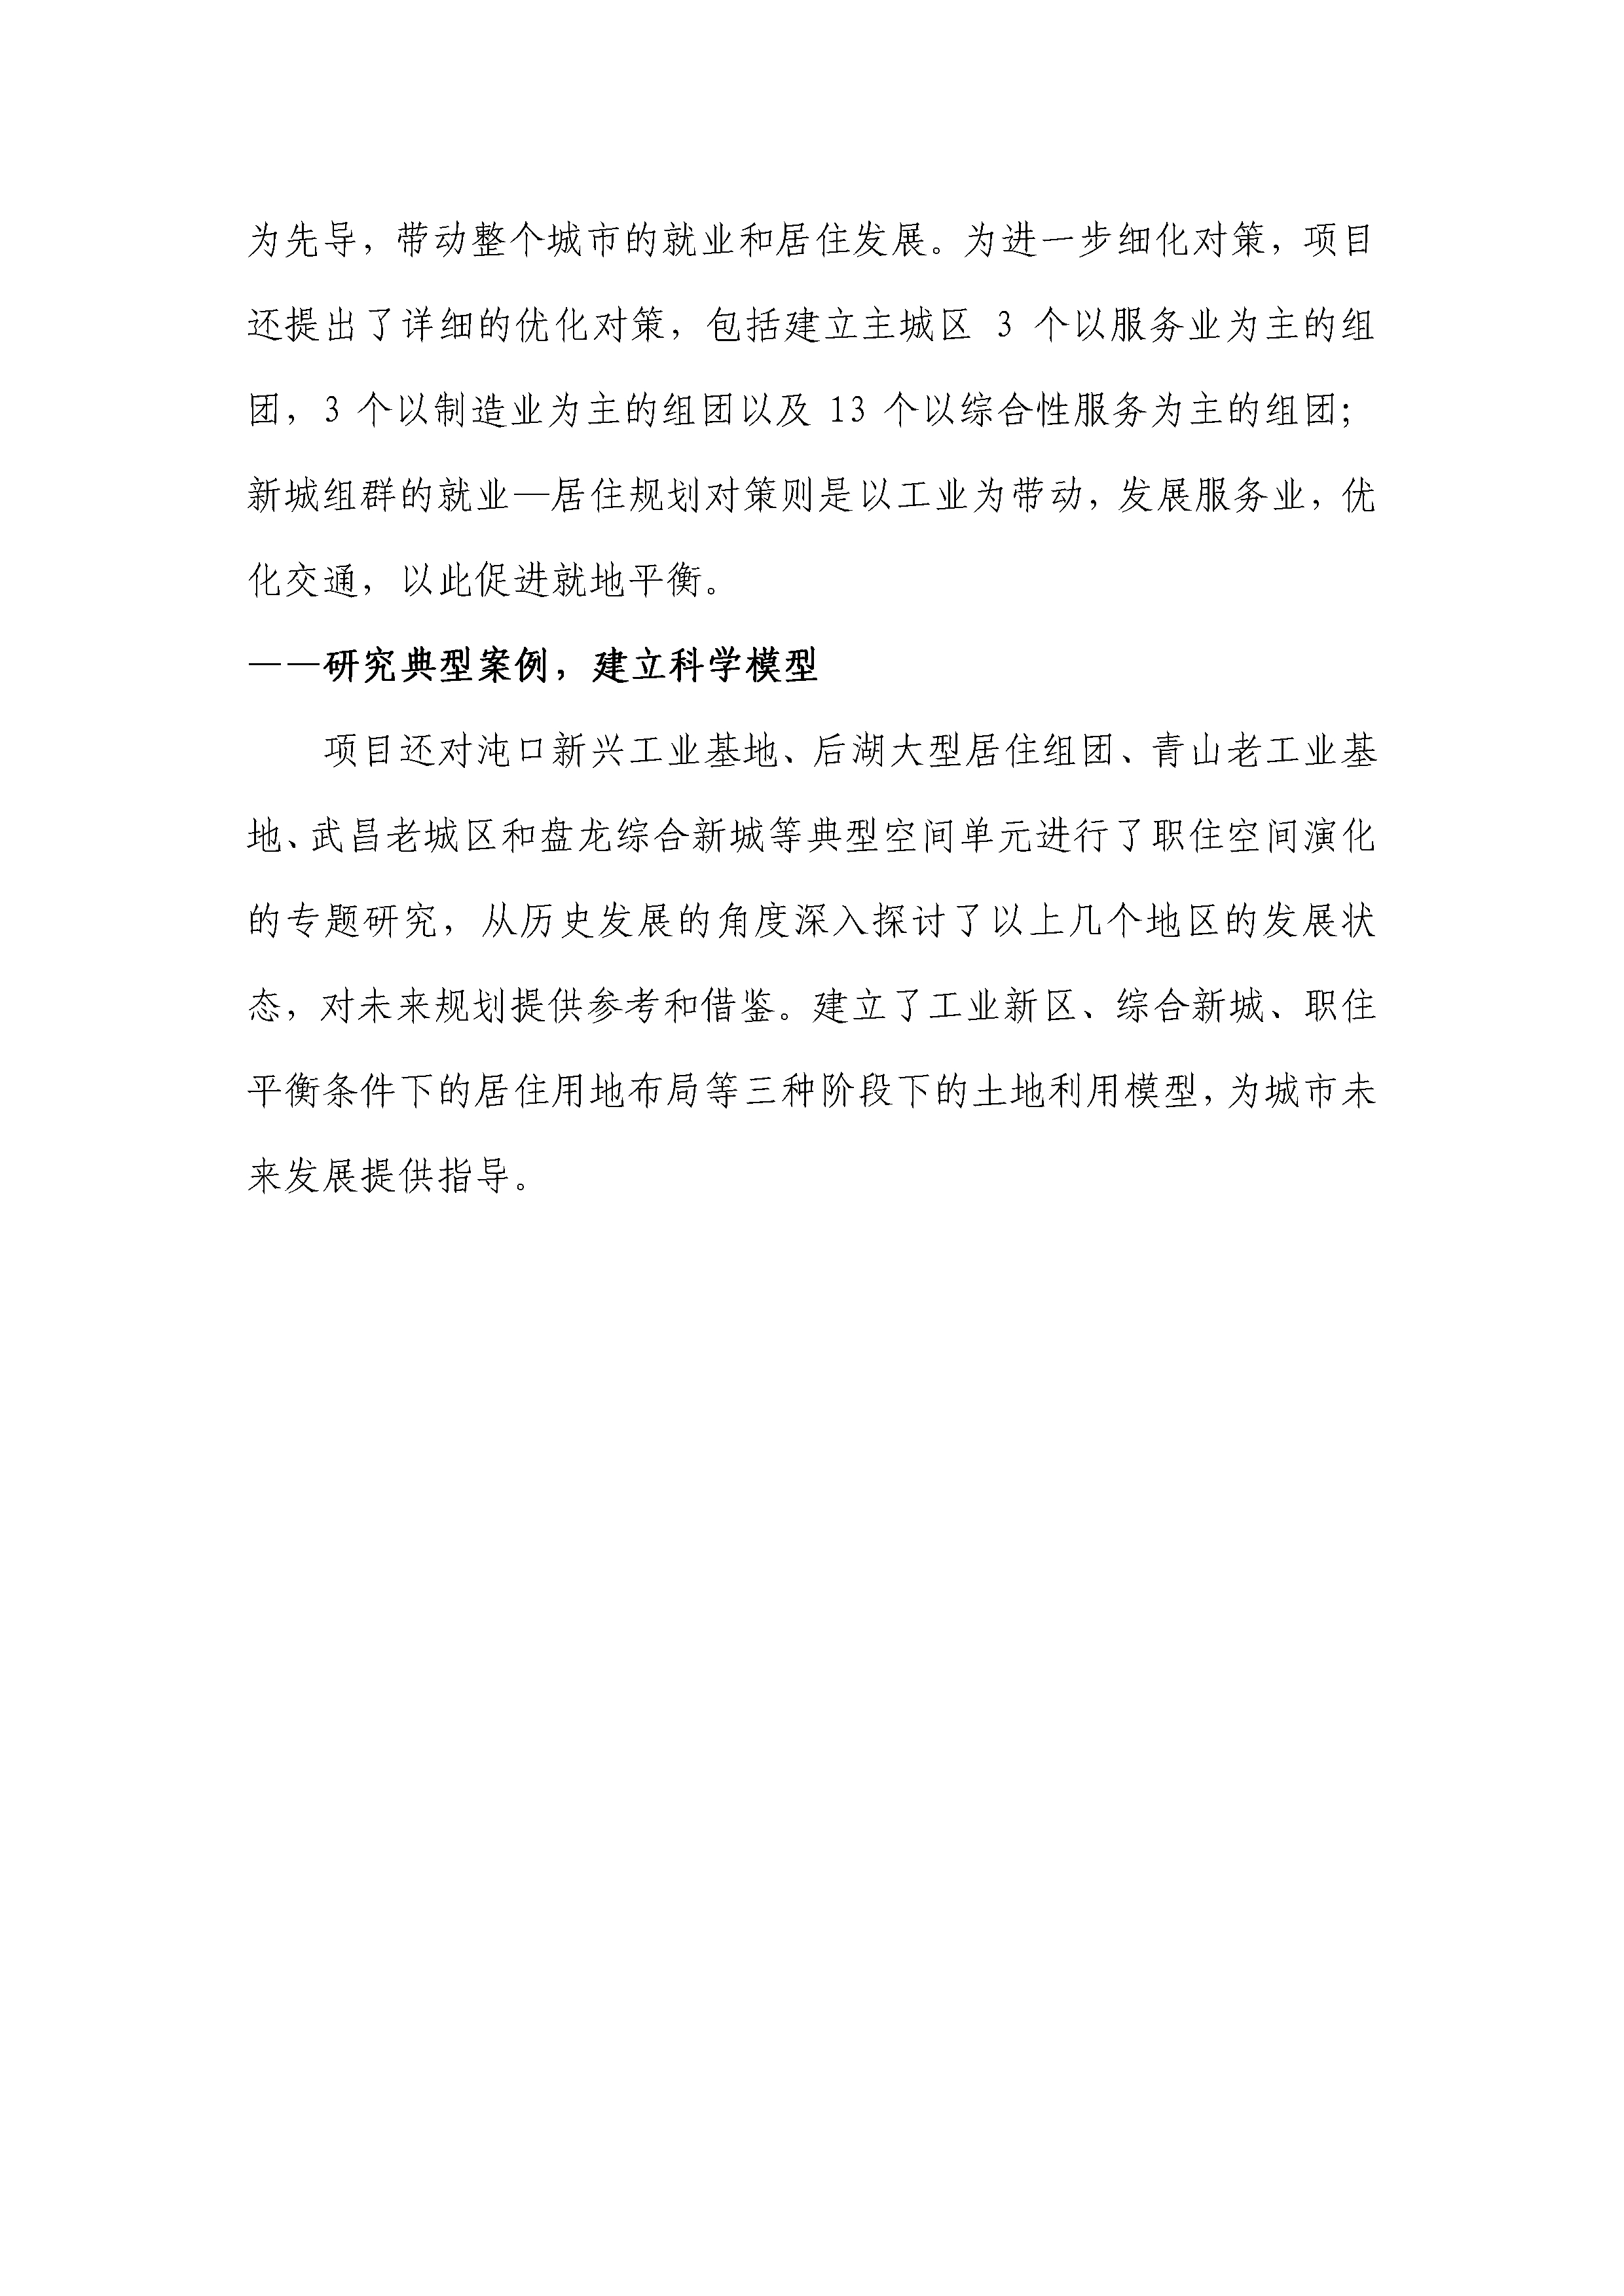 为先导，带动整个城市的就业和居住发展。为进一步细化对策，项目
还提出了详细的优化对策，包括建立主城区 3 个以服务业为主的组
团，3 个以制造业为主的组团以及 13 个以综合性服务为主的组团；
新城组群的就业—居住规划对策则是以工业为带动，发展服务业，优
化交通，以此促进就地平衡。
——研究典型案例，建立科学模型
项目还对沌口新兴工业基地、后湖大型居住组团、青山老工业基
地、武昌老城区和盘龙综合新城等典型空间单元进行了职住空间演化
的专题研究，从历史发展的角度深入探讨了以上几个地区的发展状
态，对未来规划提供参考和借鉴。建立了工业新区、综合新城、职住
平衡条件下的居住用地布局等三种阶段下的土地利用模型，为城市未
来发展提供指导。